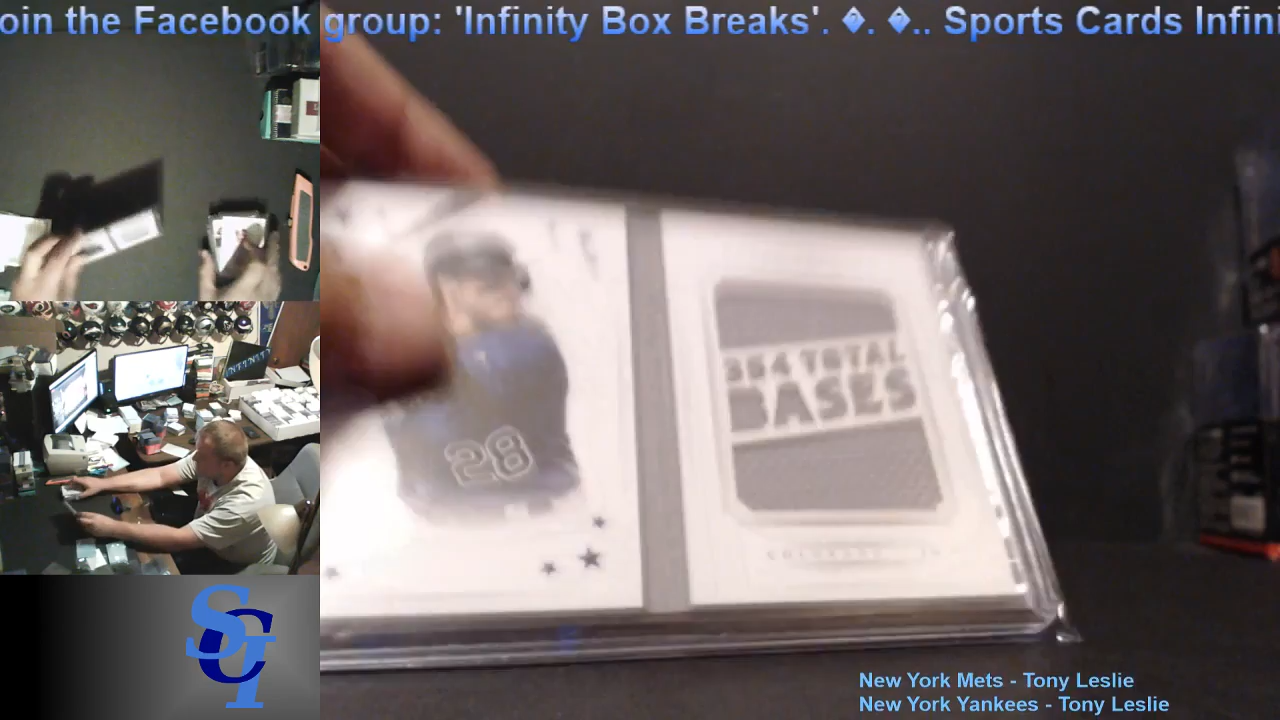 oin the Facebook group: 'Infinity Box Breaks'. �. �.. Sports Cards Infini
TOTAL
BASES
28
SCI
New York Mets - Tony Leslie
New York Yankees - Tony Leslie